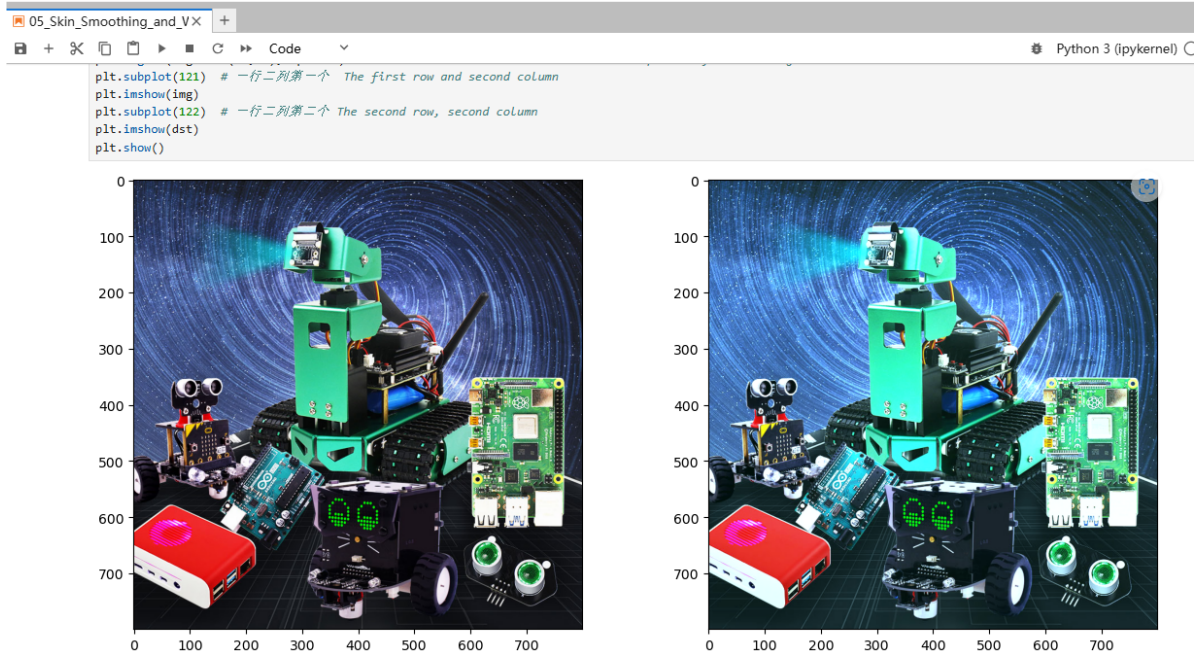 05_Skin_Smoothing_and_V
Code
Python 3 (ipykernel)
plt.subplot(121)  # 一行二列第一个  The first row and second column
plt.imshow(img)
plt.subplot(122)  # 一行二列第二个 The second row, second column
plt.imshow(dst)
plt.show()
0
100
200
300
400
500
600
700
0 100 200 300 400 500 600 700
0
100
200
300
400
500
600
700
0 100 200 300 400 500 600 700